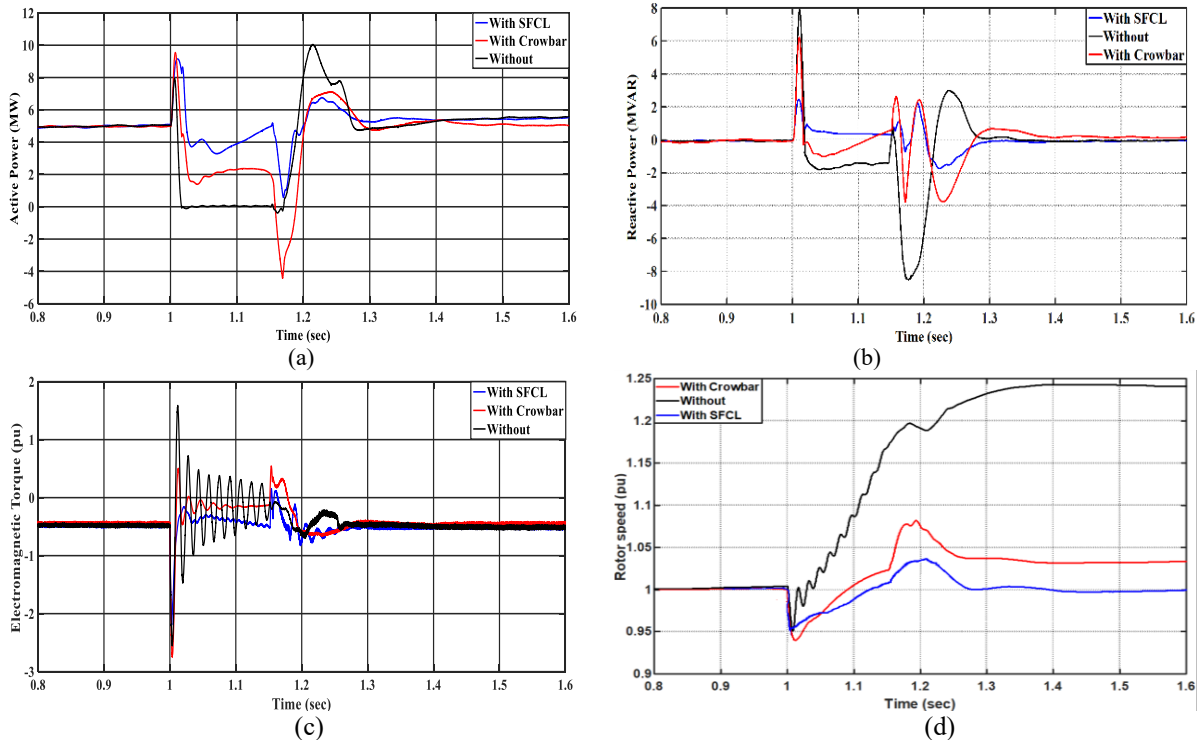 With SFCL
With Crowbar
Without
12
10
8
6
4
2
0
-2
-4
-6
Active Power (MW)
0.8 0.9 1 1.1 1.2 1.3 1.4 1.5 1.6
Time (sec)
(a)
With SFCL
Without
With Crowbar
8
6
4
2
0
-2
-4
-6
-8
-10
Reactive Power (MVAR)
0.8 0.9 1 1.1 1.2 1.3 1.4 1.5 1.6
Time (sec)
(b)
With SFCL
With Crowbar
Without
2
1
0
-1
-2
-3
Electromagnetic Torque (pu)
0.8 0.9 1 1.1 1.2 1.3 1.4 1.5 1.6
Time (sec)
(c)
With Crowbar
Without
With SFCL
1.25
1.2
1.15
1.1
1.05
1
0.95
0.9
Rotor speed (pu)
0.8 0.9 1 1.1 1.2 1.3 1.4 1.5 1.6
Time (sec)
(d)